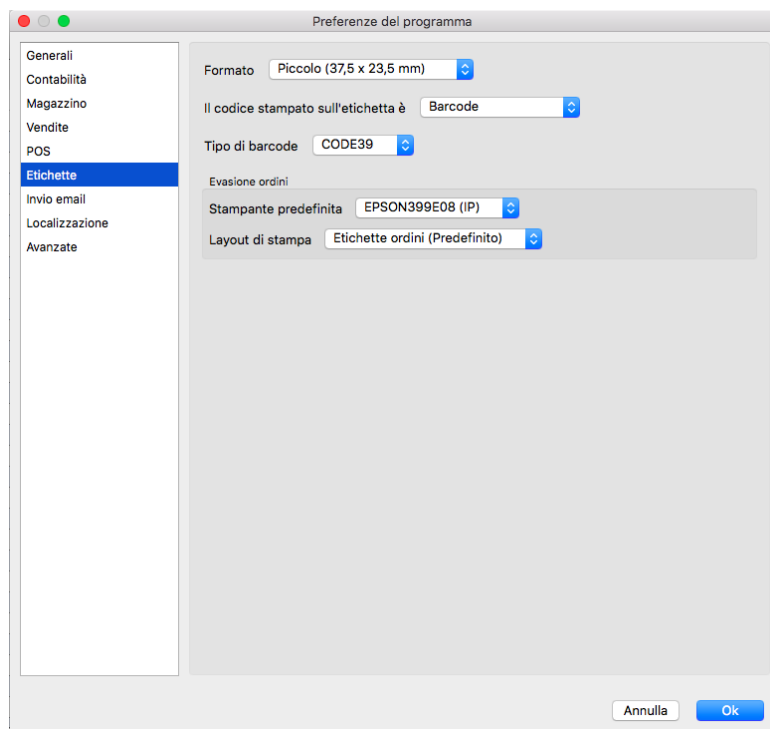 Preferenze del programma
Generali
Contabilità
Magazzino
Vendite
POS
Etichette
Invio email
Localizzazione
Avanzate
Formato Piccolo (37,5 x 23,5 mm)
Il codice stampato sull'etichetta è Barcode
Tipo di barcode CODE39
Evasione ordini
Stampante predefinita EPSON399E08 (IP)
Layout di stampa Etichette ordini (Predefinito)
Annulla Ok